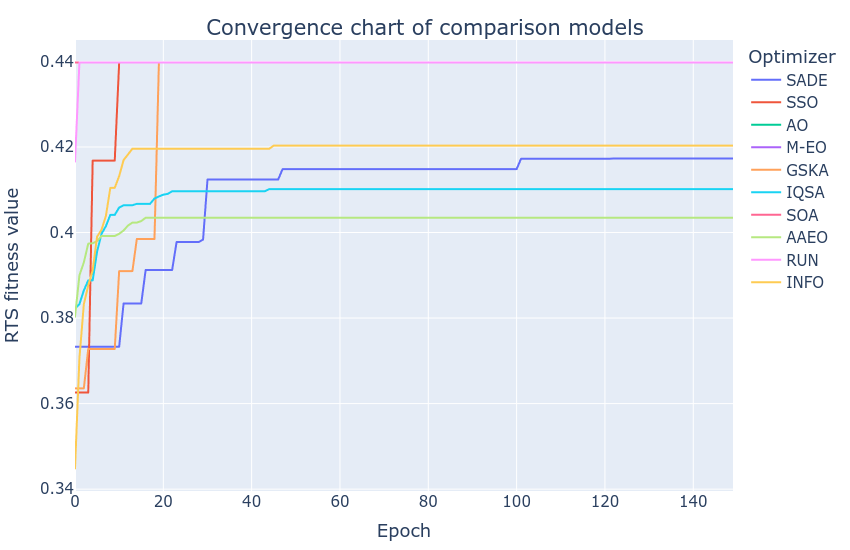 Convergence chart of comparison models
Optimizer
SADE
SSO
AO
M-EO
GSKA
IQSA
SOA
AAEO
RUN
INFO
RTS fitness value
0.44
0.42
0.4
0.38
0.36
0.34
0 20 40 60 80 100 120 140
Epoch